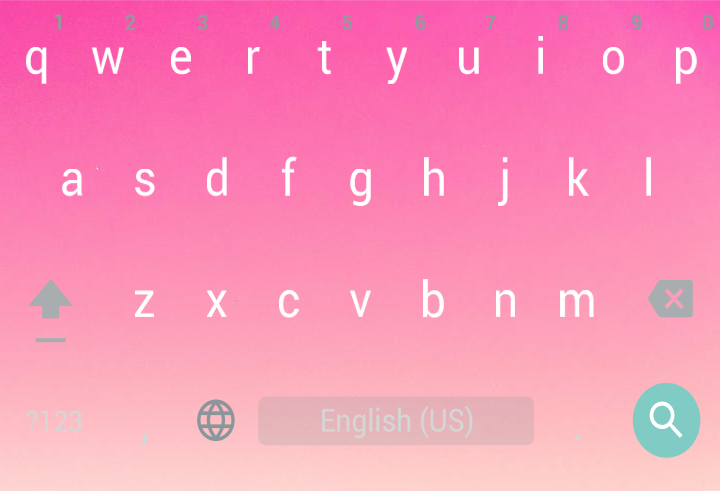 1 2 3 4 5 6 7 8 9 0
q w e r t y u i o p
a s d f g h j k l
z x c v b n m
?123 , English (US) .